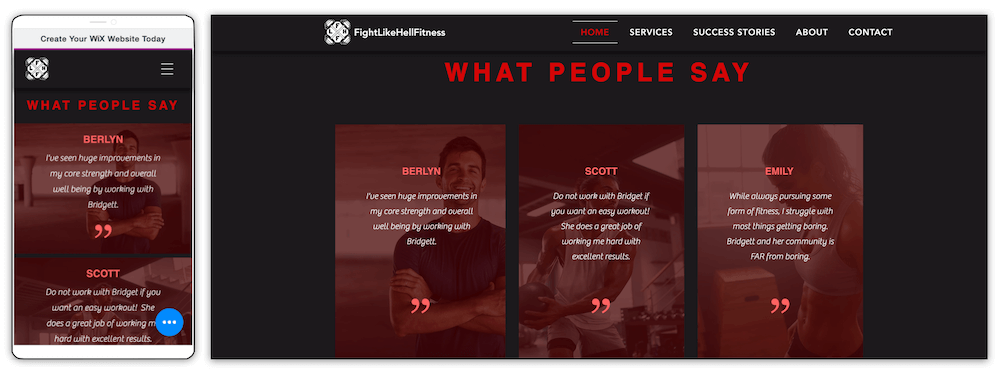 Create Your WiX Website Today
WHAT PEOPLE SAY
BERLYN
I've seen huge improvements in
my core strength and overall
well being by working with
Bridgett.
”
SCOTT
Do not work with Bridget if you
want an easy workout! She
does a great job of working m
hard with excellent results.
FightLikeHellFitness
HOME SERVICES SUCCESS STORIES ABOUT CONTACT
WHAT PEOPLE SAY
BERLYN
I've seen huge improvements in
my core strength and overall
well being by working with
Bridgett.
”
SCOTT
Do not work with Bridget if
you want an easy workout!
She does a great job of
working me hard with
excellent results.
”
EMILY
While always pursuing some
form of fitness, I struggle with
most things getting boring.
Bridgett and her community is
FAR from boring.
”